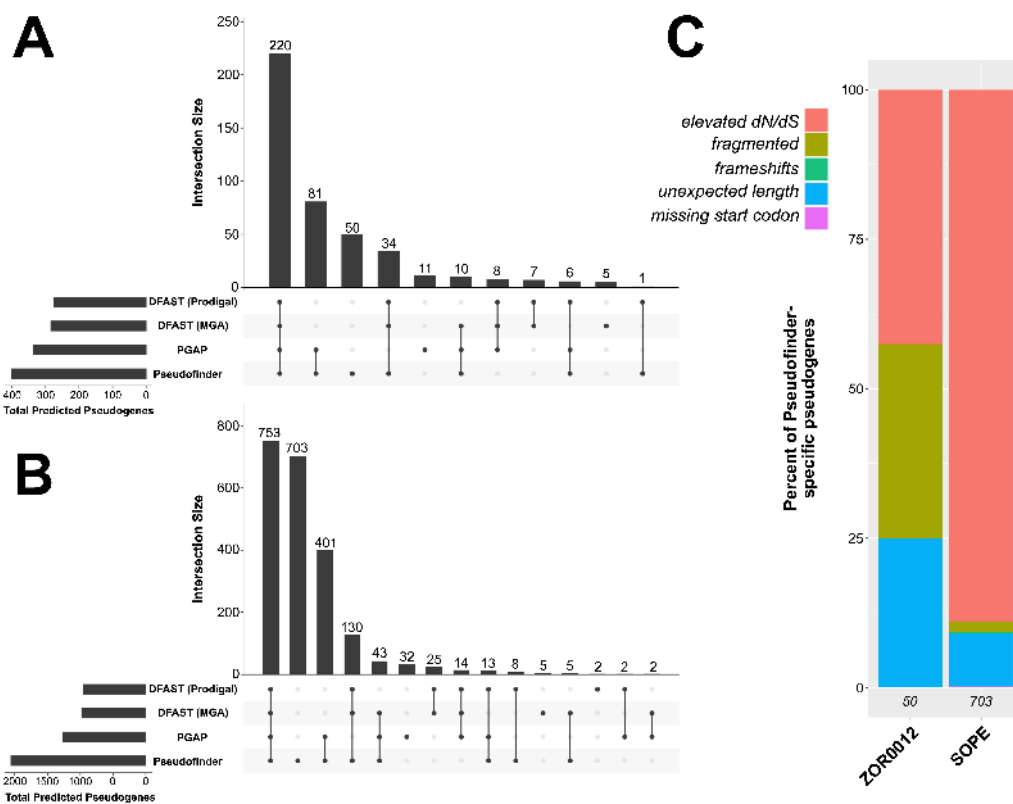 A
250
200
150
100
50
0
Intersection Size
220
81
50
34
11
10
8
7
6
5
1
DFAST (Prodigal)
DFAST (MGA)
PGAP
Pseudofinder
400 300 200 100 0
Total Predicted Pseudogenes
B
800
600
400
200
0
Intersection Size
753
703
401
130
43
32
25
14
13
8
5
5
2
2
2
DFAST (Prodigal)
DFAST (MGA)
PGAP
Pseudofinder
2000 1500 1000 0 0
Total Predicted Pseudogenes
C
elevated dN/dS
fragmented
frameshifts
unexpected length
missing start codon
Percent of Pseudofinder-
specific pseudogenes
100
75
50
25
0
50 703
ZOR0012
SOPE